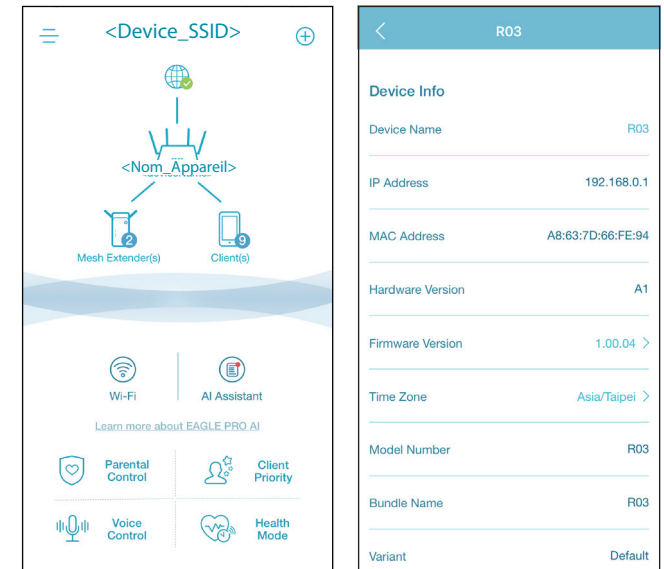 <Device_SSID>
<Nom_Appareil>
2
9
Mesh Extender(s)
Client(s)
Wi-Fi
AI Assistant
Learn more about EAGLE PRO AI
Parental
Control
Client
Priority
Voice
Control
Health
Mode
R03
Device Info
Device Name R03
IP Address 192.168.0.1
MAC Address A8:63:7D:66:FE:94
Hardware Version A1
Firmware Version 1.00.04 >
Time Zone Asia/Taipei >
Model Number R03
Bundle Name R03
Variant Default